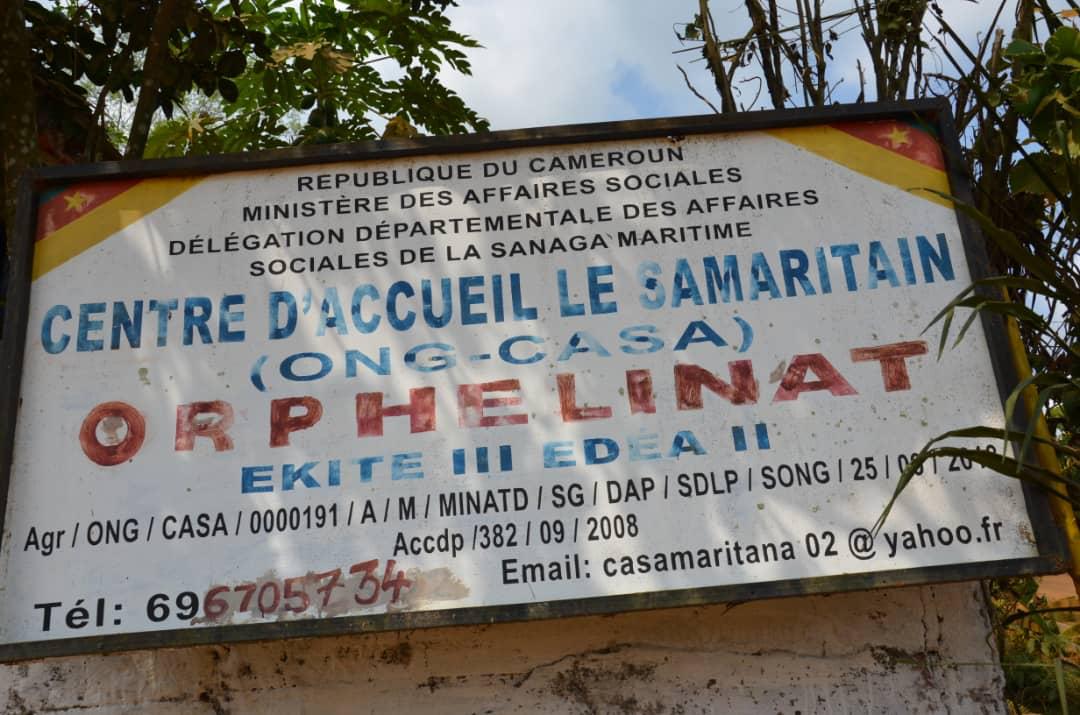 REPUBLIQUE DU CAMEROUN
MINISTÈRE DES AFFAIRES SOCIALES
DÉLÉGATION DÉPARTEMENTALE DES AFFAIRES
SOCIALES DE LA SANAGA MARITIME
CENTRE D'ACCUEIL LE SAMARITAIN
(ONG-CASA)
ORPHELINAT
EKITE III EDÉA II
Agr / ONG / CASA / 0000191 / A / M / MINATD / SG / DAP / SDLP / SONG / 25 /
Accdp /382 / 09 / 2008
Email: casamaritana 02 @ yahoo.fr
Tél: 696705734